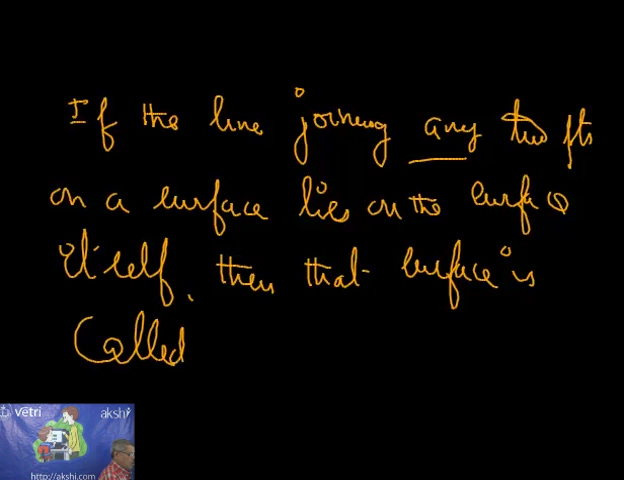 If the line joining any two pts
on a surface lies on the surface
itself, then that surface is
Called
vetri akshi
http://akshi.com